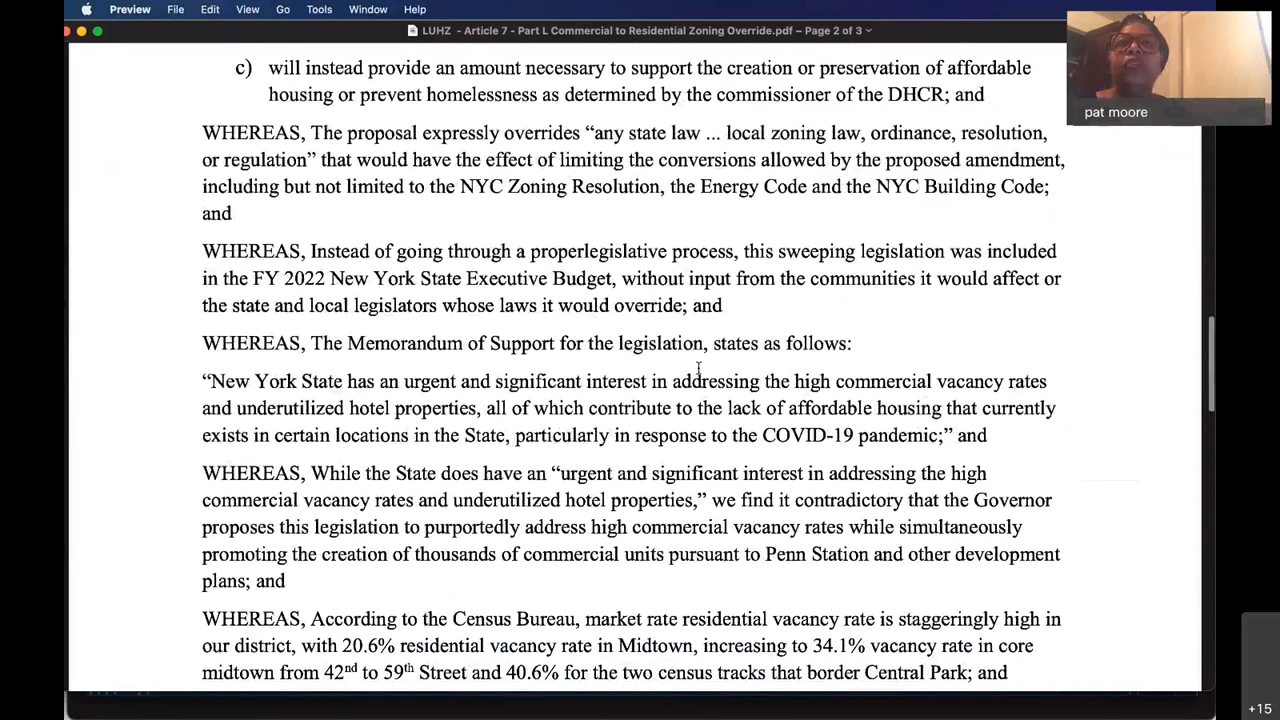 Preview File Edit View Go Tools Window Help
LUHZ - Article 7 - Part L Commercial to Residential Zoning Override.pdf – Page 2 of 3
c) will instead provide an amount necessary to support the creation or preservation of affordable
housing or prevent homelessness as determined by the commissioner of the DHCR; and
WHEREAS, The proposal expressly overrides “any state law ... local zoning law, ordinance, resolution,
or regulation” that would have the effect of limiting the conversions allowed by the proposed amendment,
including but not limited to the NYC Zoning Resolution, the Energy Code and the NYC Building Code;
and
WHEREAS, Instead of going through a properlegislative process, this sweeping legislation was included
in the FY 2022 New York State Executive Budget, without input from the communities it would affect or
the state and local legislators whose laws it would override; and
WHEREAS, The Memorandum of Support for the legislation, states as follows:
“New York State has an urgent and significant interest in addressing the high commercial vacancy rates
and underutilized hotel properties, all of which contribute to the lack of affordable housing that currently
exists in certain locations in the State, particularly in response to the COVID-19 pandemic;” and
WHEREAS, While the State does have an “urgent and significant interest in addressing the high
commercial vacancy rates and underutilized hotel properties,” we find it contradictory that the Governor
proposes this legislation to purportedly address high commercial vacancy rates while simultaneously
promoting the creation of thousands of commercial units pursuant to Penn Station and other development
plans; and
WHEREAS, According to the Census Bureau, market rate residential vacancy rate is staggeringly high in
our district, with 20.6% residential vacancy rate in Midtown, increasing to 34.1% vacancy rate in core
midtown from 42nd to 59th Street and 40.6% for the two census tracks that border Central Park; and
pat moore
+15